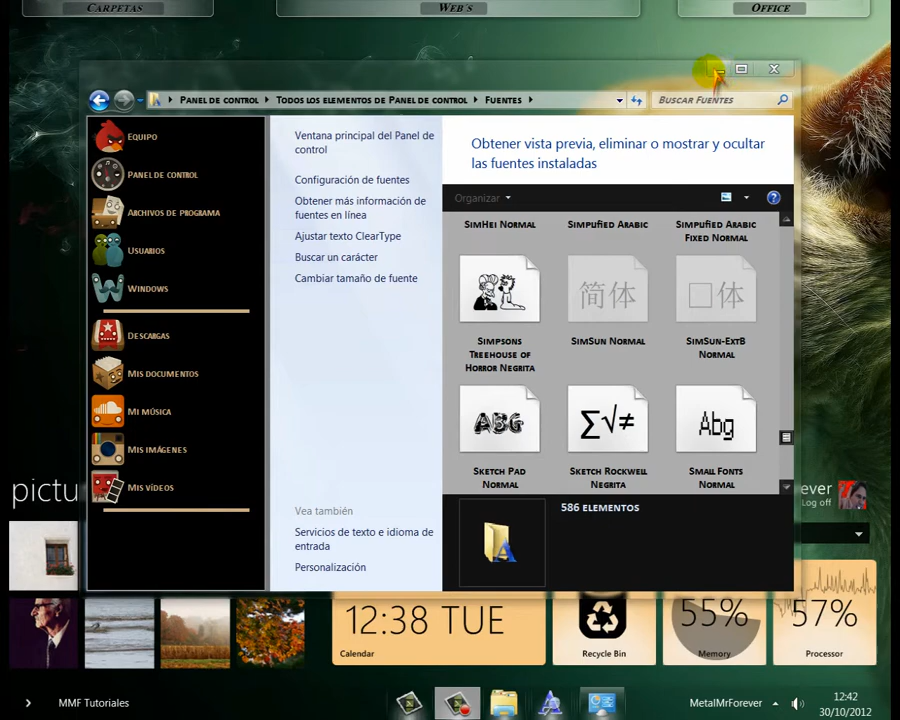 CARPETAS
WEB'S
OFFICE
PANEL DE CONTROL
TODOS LOS ELEMENTOS DE PANEL DE CONTROL
FUENTES
BUSCAR FUENTES
EQUIPO
PANEL DE CONTROL
ARCHIVOS DE PROGRAMA
USUARIOS
WINDOWS
DESCARGAS
MIS DOCUMENTOS
MI MÚSICA
MIS IMÁGENES
MIS VÍDEOS
Ventana principal del Panel de
control
Configuración de fuentes
Obtener más información de
fuentes en línea
Ajustar texto ClearType
Buscar un carácter
Cambiar tamaño de fuente
Vea también
Servicios de texto e idioma de
entrada
Personalización
Obtener vista previa, eliminar o mostrar y ocultar
las fuentes instaladas
Organizar
SIMHEI NORMAL
SIMPLIFIED ARABIC
SIMPLIFIED ARABIC
FIXED NORMAL
简体
体
SIMPSONS
TREEHOUSE OF
HORROR NEGRITA
SIMSUN NORMAL
SIMSUN-EXTB
NORMAL
ABG
Σ√≠
Abg
SKETCH PAD
NORMAL
SKETCH ROCKWELL
NEGRITA
SMALL FONTS
NORMAL
586 ELEMENTOS
A
pictu
ever
Log off
12:38 TUE
Calendar
Recycle Bin
55%
Memory
57%
Processor
MMF Tutoriales
MetalMrForever
12:42
30/10/2012